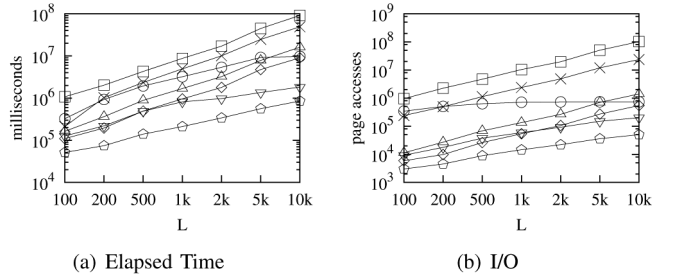 10^8
10^7
10^6
10^5
10^4
milliseconds
100 200 500 1k 2k 5k 10k
L
(a) Elapsed Time
10^9
10^8
10^7
10^6
10^5
10^4
10^3
page accesses
100 200 500 1k 2k 5k 10k
L
(b) I/O